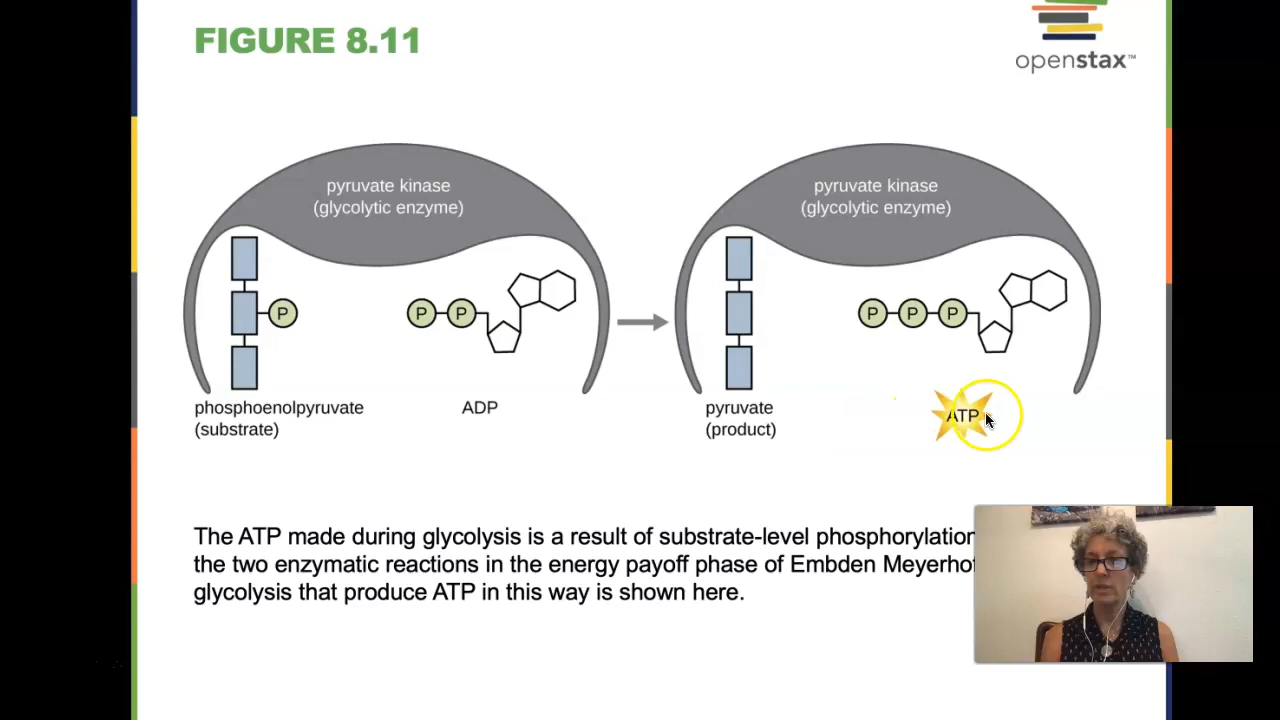 FIGURE 8.11
openstax™
pyruvate kinase
(glycolytic enzyme)
P
P
P
phosphoenolpyruvate
(substrate)
ADP
pyruvate kinase
(glycolytic enzyme)
P
P
P
pyruvate
(product)
ATP
The ATP made during glycolysis is a result of substrate-level phosphorylation
the two enzymatic reactions in the energy payoff phase of Embden Meyerhof
glycolysis that produce ATP in this way is shown here.